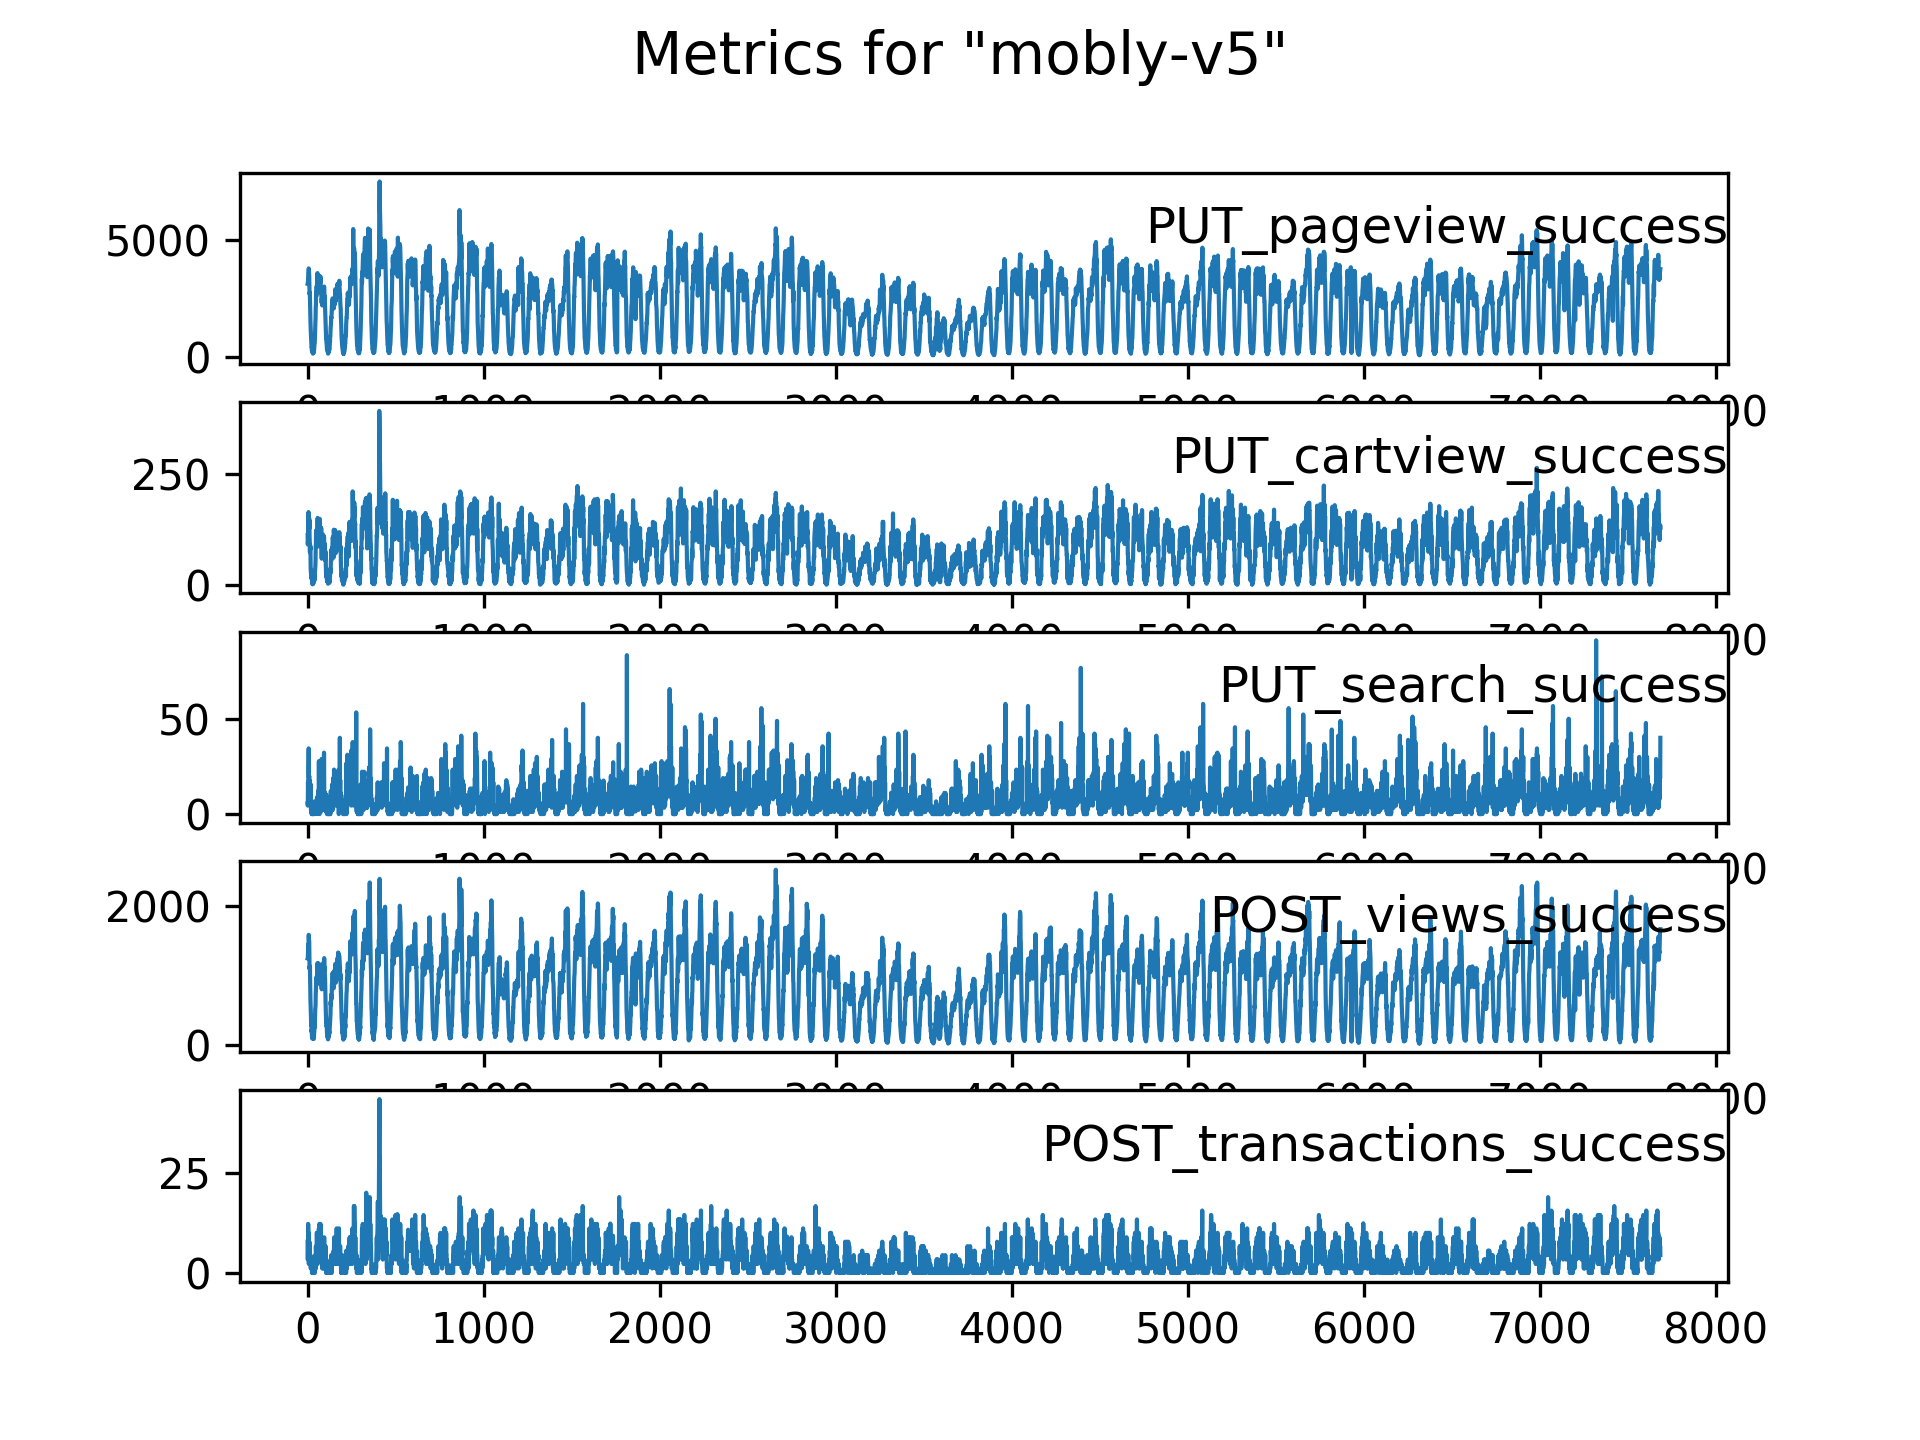 Metrics for "mobly-v5"
PUT_pageview_success
5000
0
PUT_cartview_success
250
0
PUT_search_success
50
0
POST_views_success
2000
0
POST_transactions_success
25
0
0 1000 2000 3000 4000 5000 6000 7000 8000